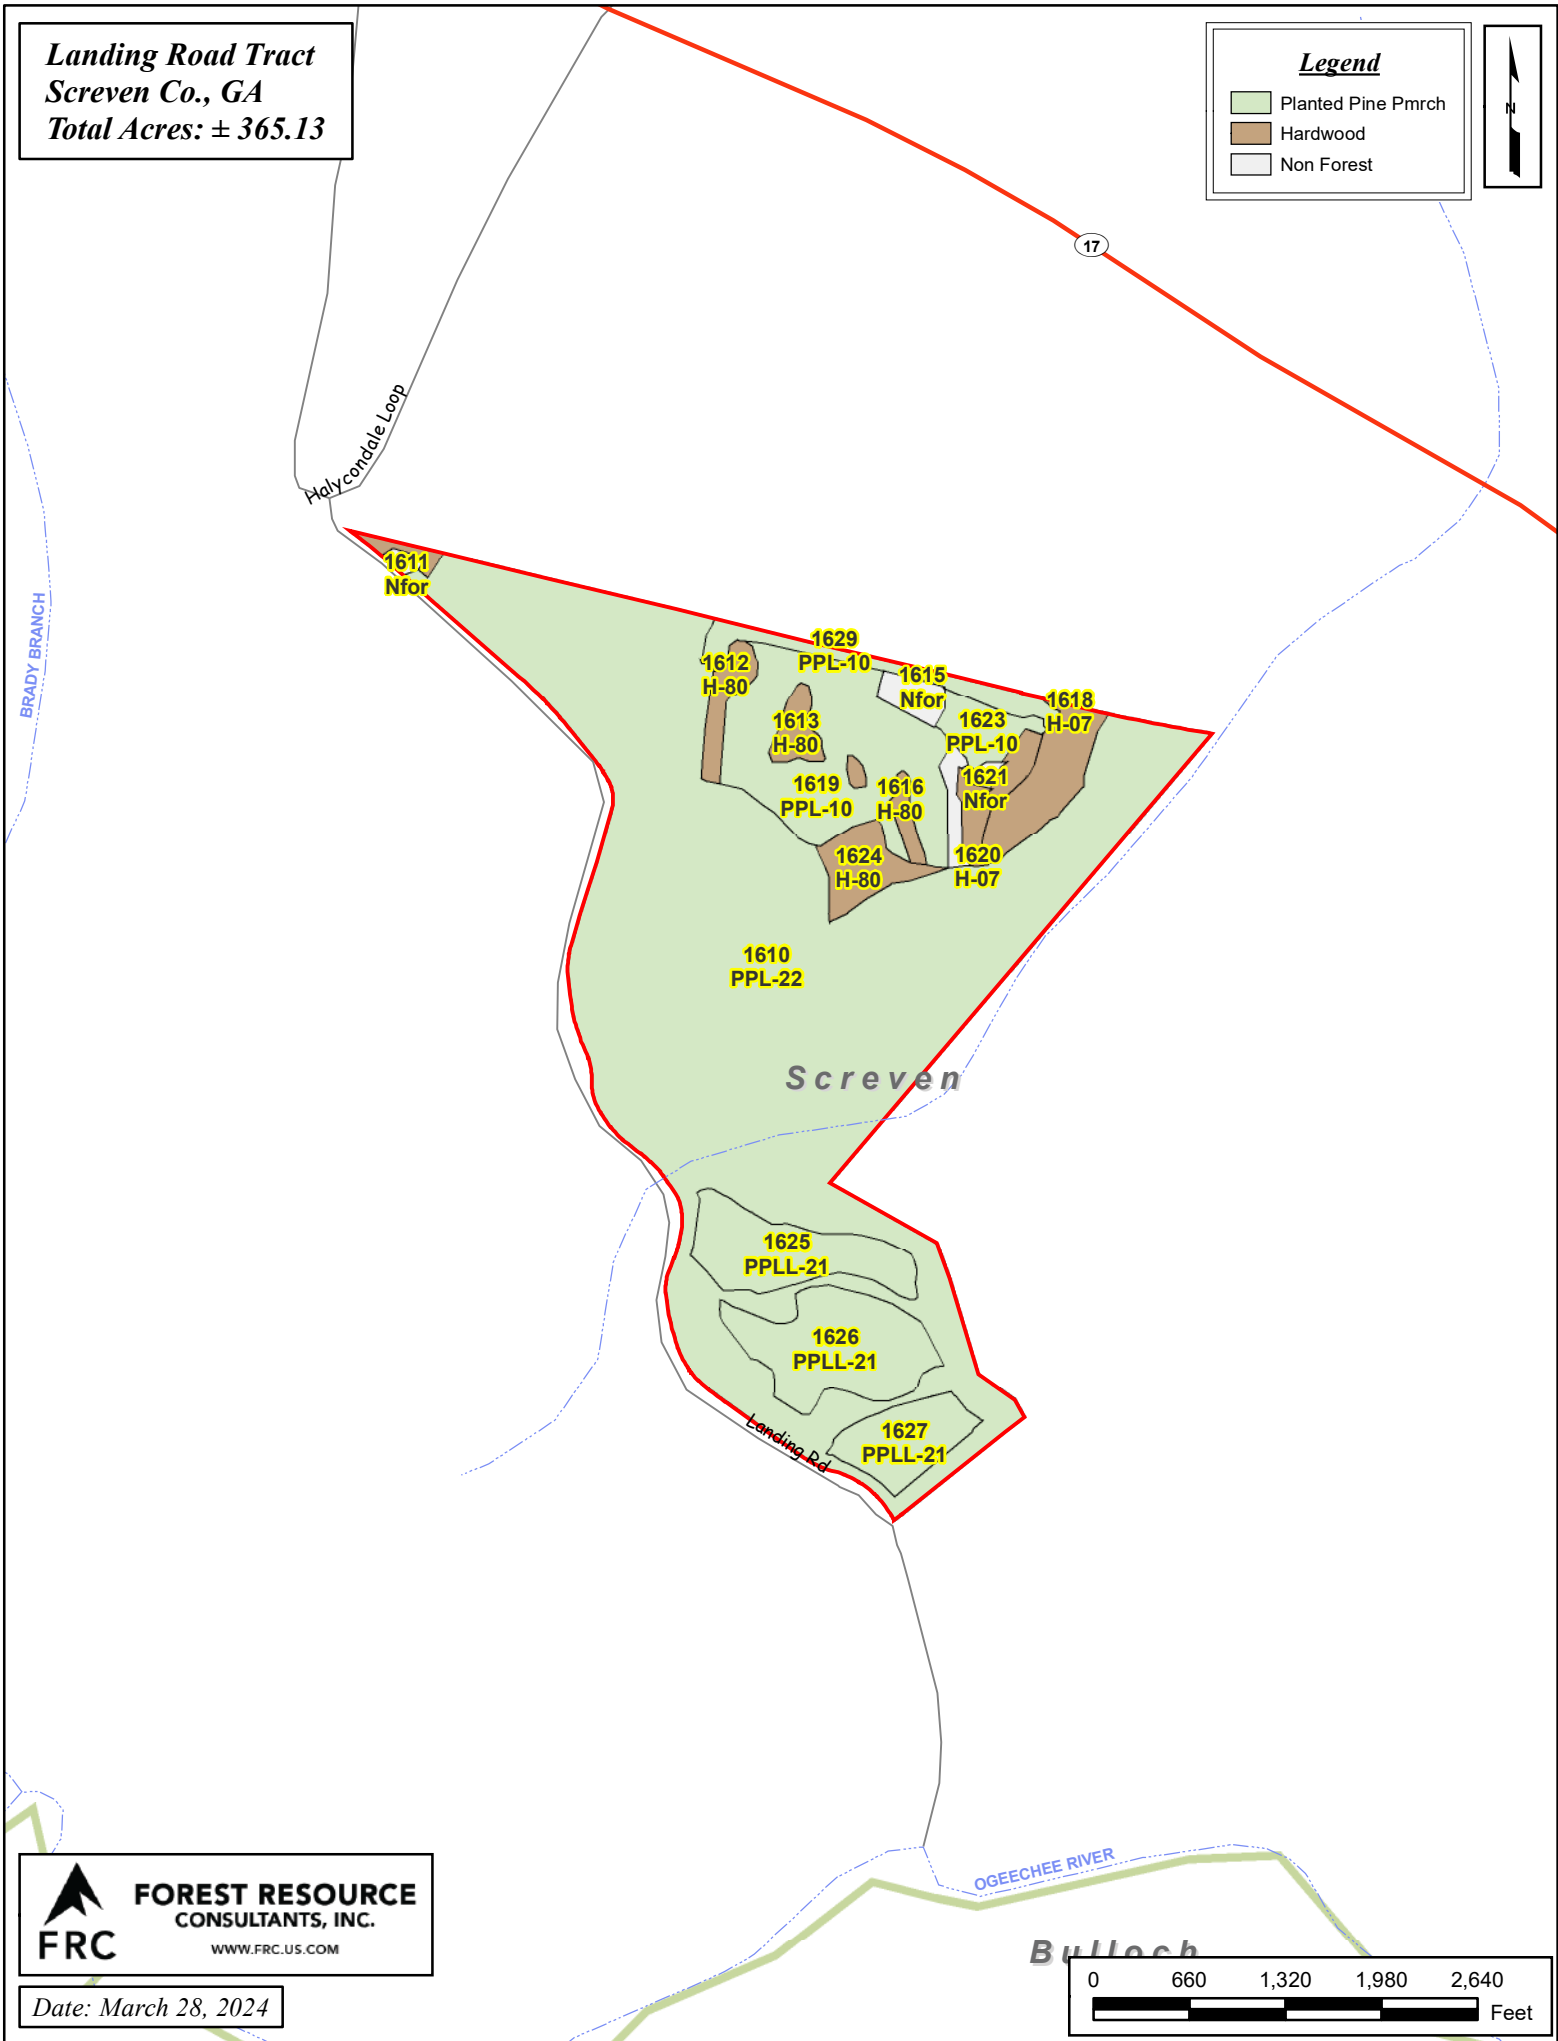 Landing Road Tract
Screven Co., GA
Total Acres: ± 365.13
Legend
Planted Pine Pmrch
Hardwood
Non Forest
N
17
Halycondale Loop
BRADY BRANCH
1611
Nfor
1629
PPL-10
1612
H-80
1615
Nfor
1618
H-07
1613
H-80
1623
PPL-10
1619
PPL-10
1616
H-80
1621
Nfor
1624
H-80
1620
H-07
1610
PPL-22
Screven
1625
PPLL-21
1626
PPLL-21
1627
PPLL-21
Landing Rd
OGEECHEE RIVER
Bulloch
FRC
FOREST RESOURCE
CONSULTANTS, INC.
WWW.FRC.US.COM
Date: March 28, 2024
0 660 1,320 1,980 2,640
Feet